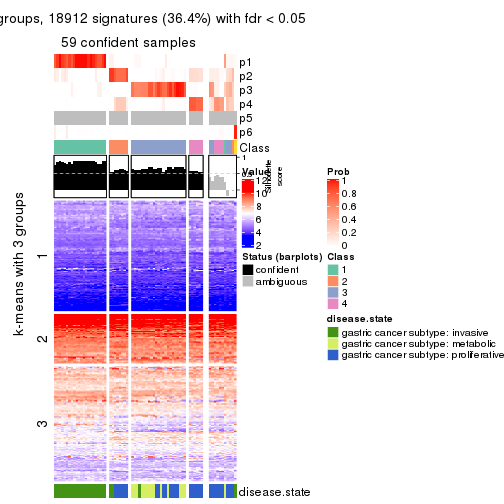 groups, 18912 signatures (36.4%) with fdr < 0.05
59 confident samples
p1
p2
p3
p4
p5
p6
Class
1
Silhouette
score
Value
12
10
8
6
4
2
Prob
1
0.8
0.6
0.4
0.2
0
Status (barplots)
confident
ambiguous
Class
1
2
3
4
disease.state
gastric cancer subtype: invasive
gastric cancer subtype: metabolic
gastric cancer subtype: proliferative
k-means with 3 groups
1
2
3
disease.state